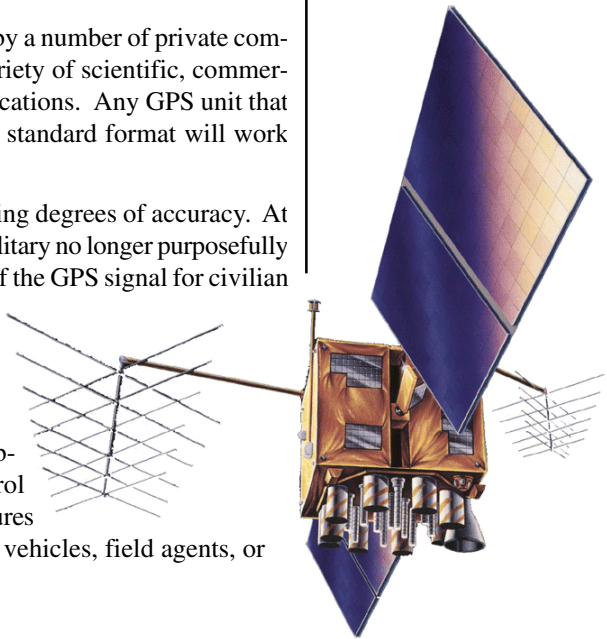 by a number of private com-
riety of scientific, commer-
ications. Any GPS unit that
standard format will work
ing degrees of accuracy. At
litary no longer purposefully
f the GPS signal for civilian
p-
rol
ures
vehicles, field agents, or